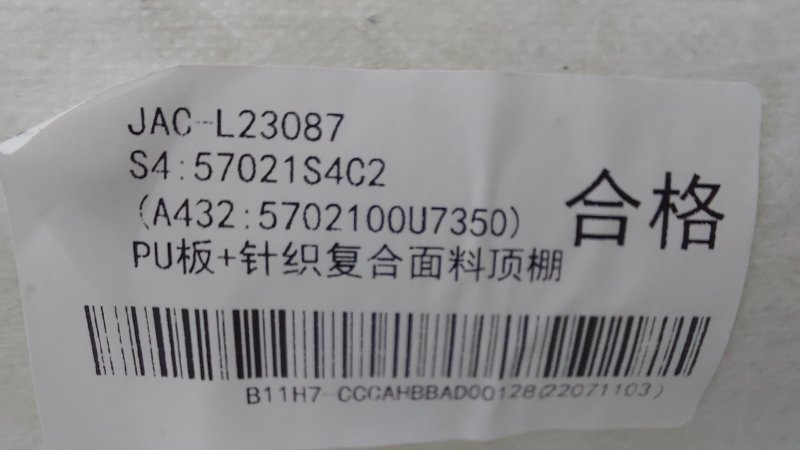 JAC-L23087
S4:57021S4C2
(A432:5702100U7350)
合格
PU板+针织复合面料顶棚
B11H7-CCCAHBBAD00128(22071103)